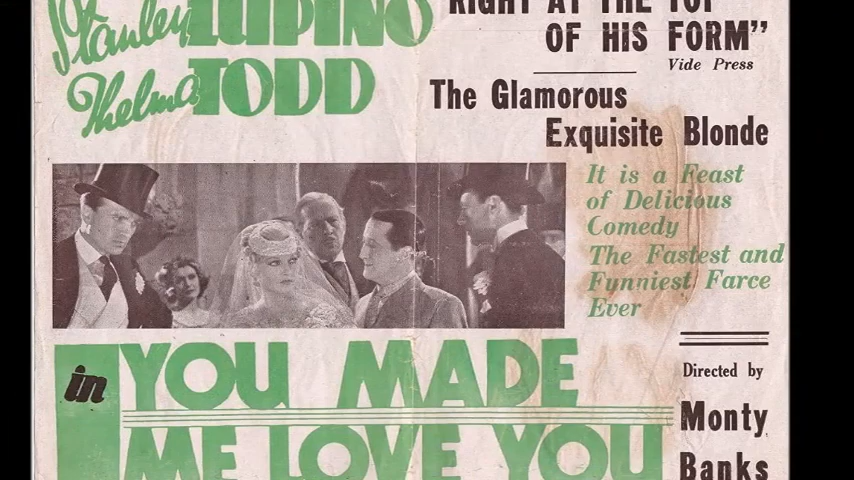 Stanley LUPINO
Thelma TODD
"RIGHT AT THE TOP
OF HIS FORM"
Vide Press
The Glamorous
Exquisite Blonde
It is a Feast
of Delicious
Comedy
The Fastest and
Funniest Farce
Ever
in YOU MADE
ME LOVE YOU
Directed by
Monty
Banks